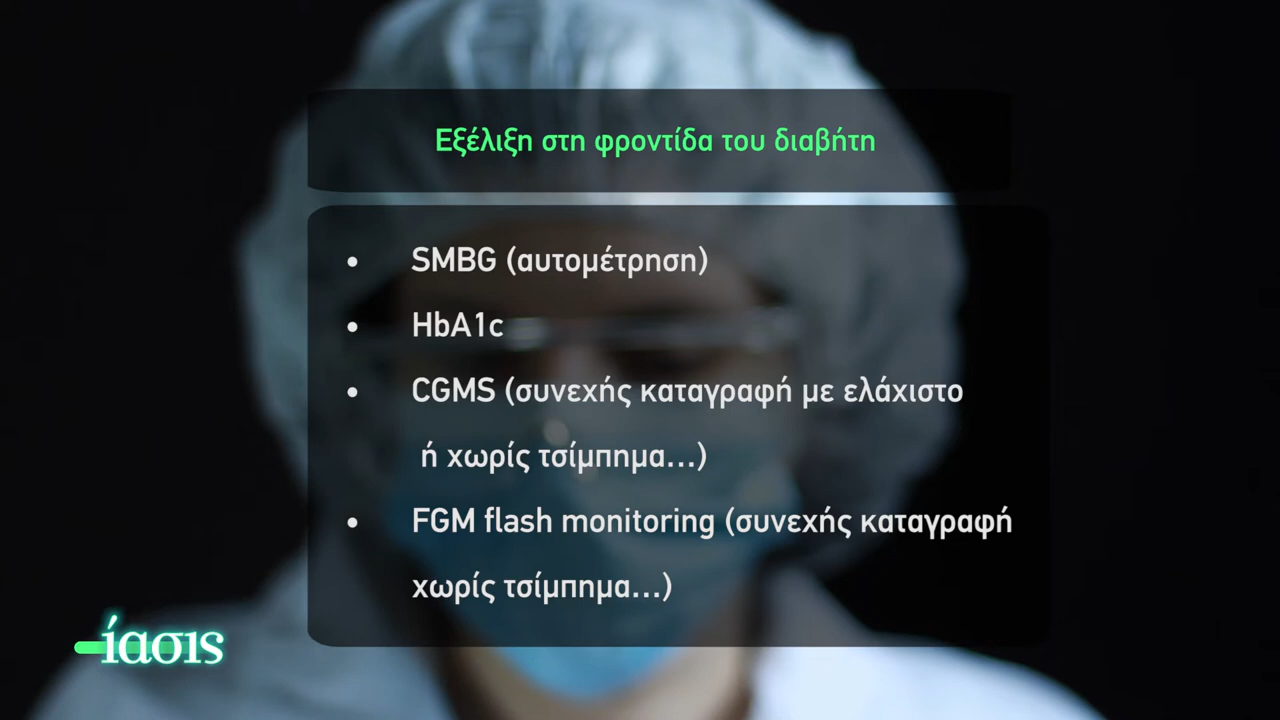 Εξέλιξη στη φροντίδα του διαβήτη
• SMBG (αυτομέτρηση)
• HbA1c
• CGMS (συνεχής καταγραφή με ελάχιστο
ή χωρίς τσίμπημα...)
• FGM flash monitoring (συνεχής καταγραφή
χωρίς τσίμπημα...)
ίασις